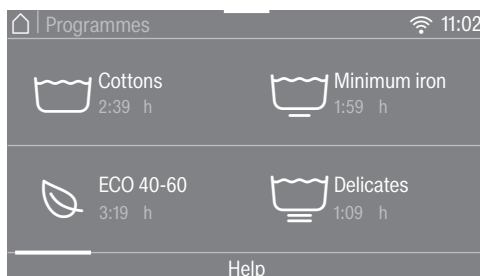 Programmes
11:02
Cottons
2:39 h
Minimum iron
1:59 h
ECO 40-60
3:19 h
Delicates
1:09 h
Help